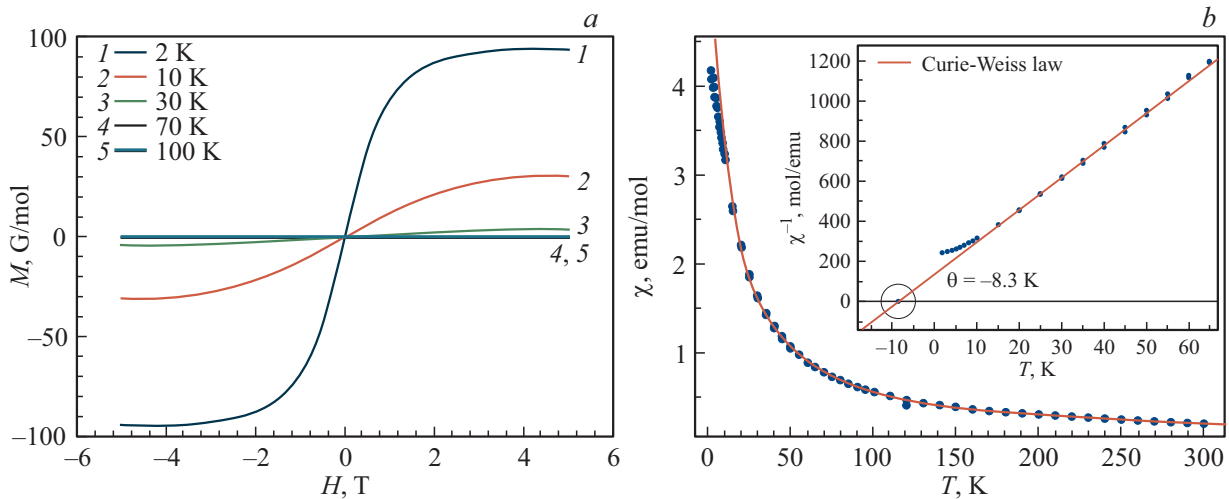 a
100
50
0
–50
–100
M, G/mol
1 2 K
2 10 K
3 30 K
4 70 K
5 100 K
1
2
3
4, 5
–6 –4 –2 0 2 4 6
H, T
b
4
3
2
1
χ, emu/mol
0 50 100 150 200 250 300
T, K
Curie-Weiss law
1200
1000
800
600
400
200
0
χ–1, mol/emu
θ = –8.3 K
–10 0 10 20 30 40 50 60
T, K